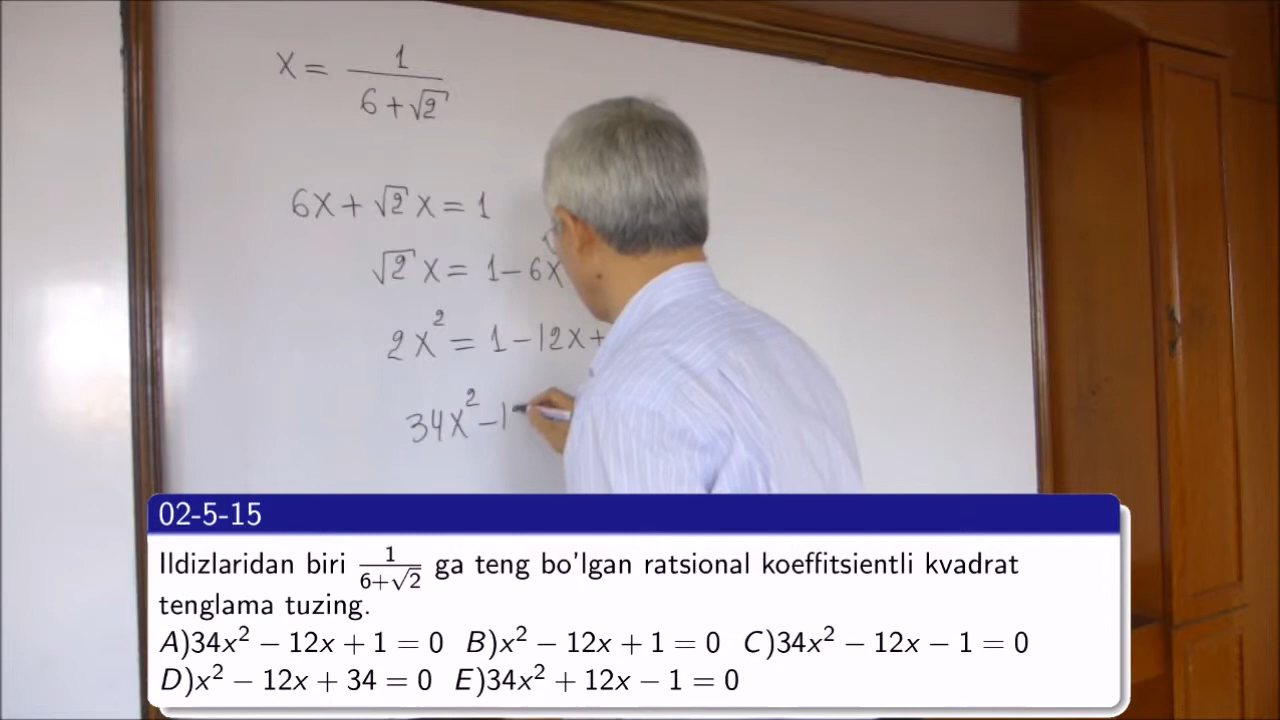 x = 1/(6+√2)
6x + √2 x = 1
√2 x = 1 − 6x
2x² = 1 − 12x +
34x² − 1
02-5-15
Ildizlaridan biri 1/(6+√2) ga teng bo'lgan ratsional koeffitsientli kvadrat
tenglama tuzing.
A)34x² − 12x + 1 = 0 B)x² − 12x + 1 = 0 C)34x² − 12x − 1 = 0
D)x² − 12x + 34 = 0 E)34x² + 12x − 1 = 0